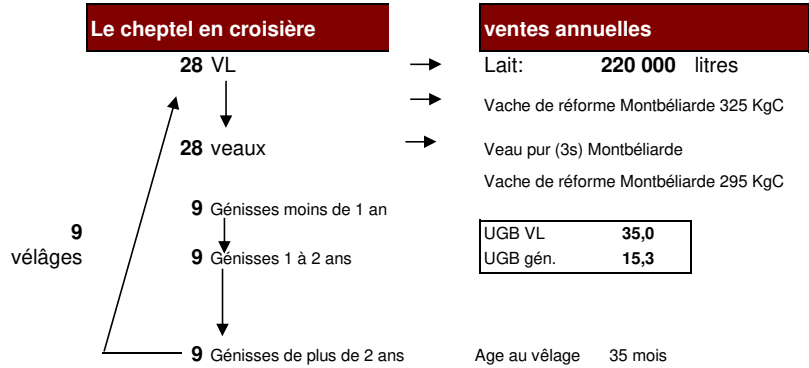 Le cheptel en croisière ventes annuelles
28 VL Lait: 220 000 litres
Vache de réforme Montbéliarde 325 KgC
28 veaux Veau pur (3s) Montbéliarde
Vache de réforme Montbéliarde 295 KgC
9 Génisses moins de 1 an
9 UGB VL 35,0
vélâges 9 Génisses 1 à 2 ans UGB gén. 15,3
9 Génisses de plus de 2 ans Age au vêlage 35 mois